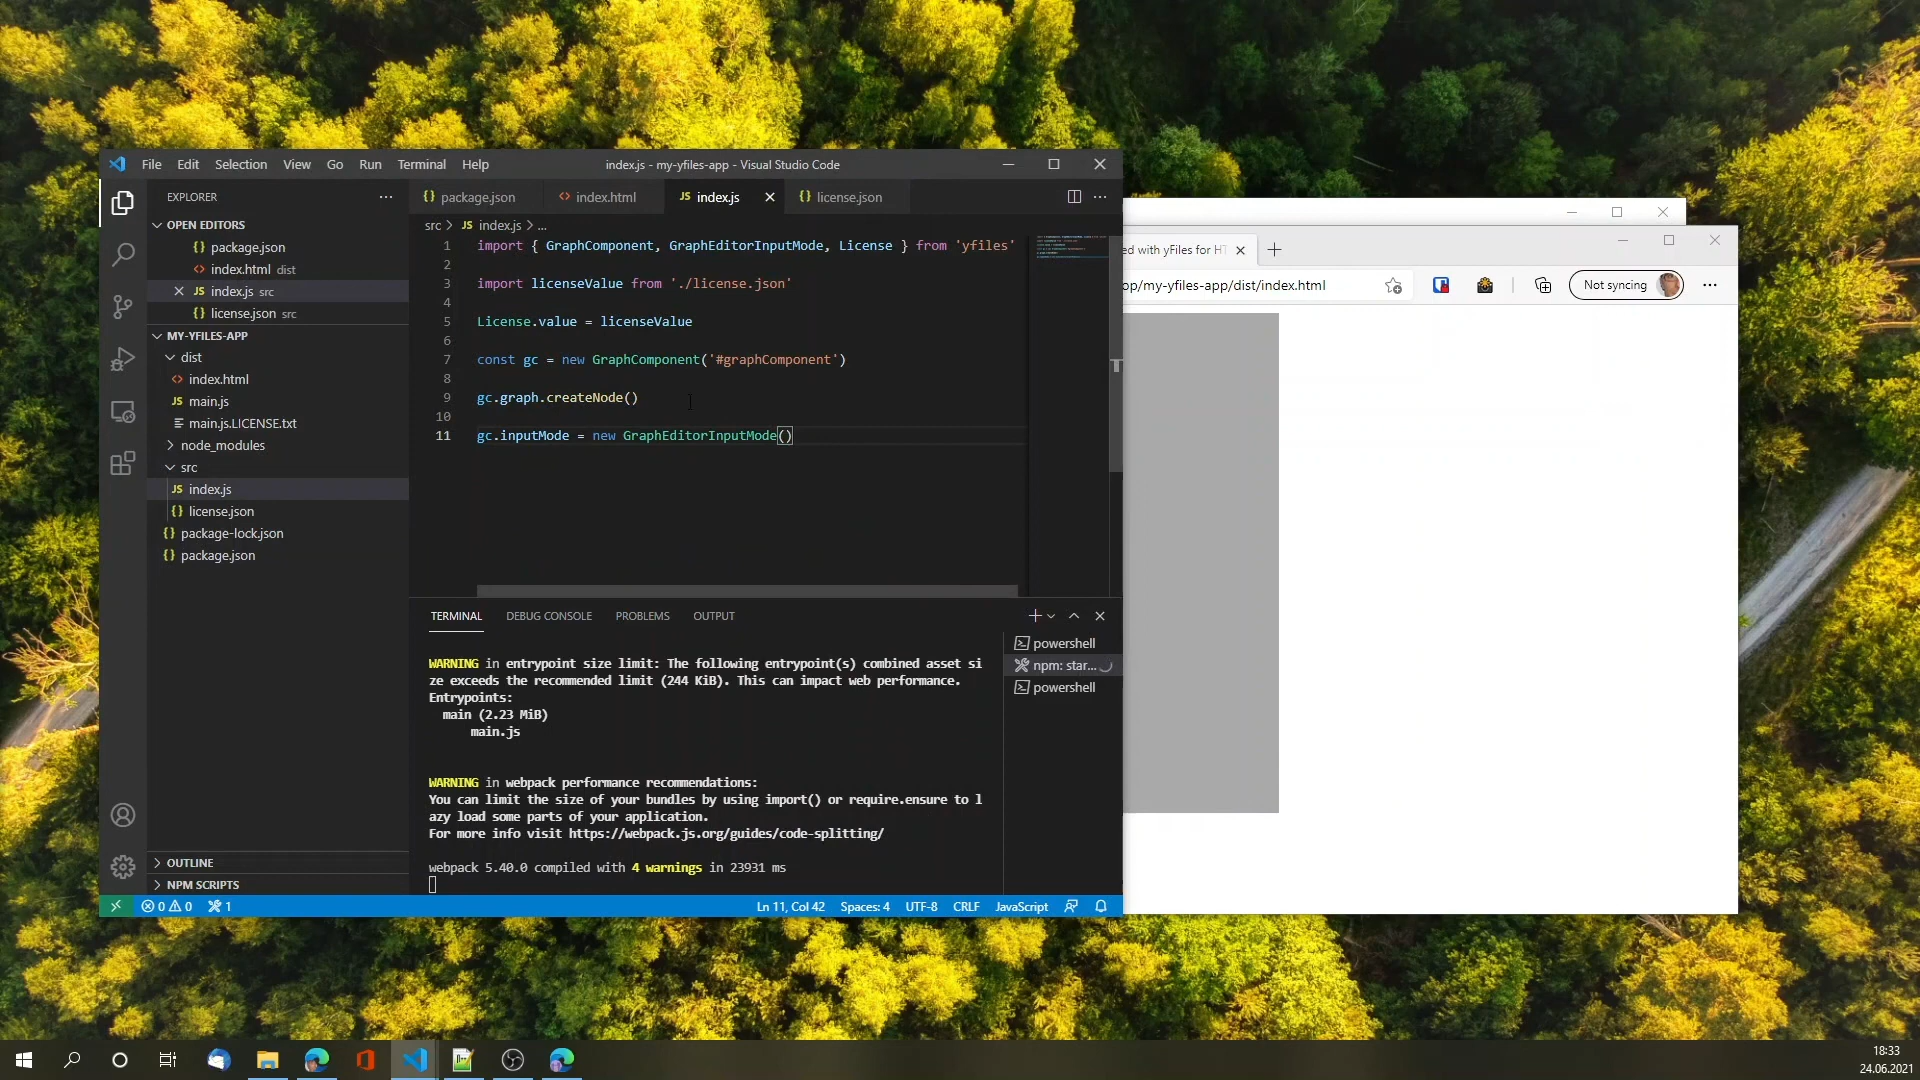 File Edit Selection View Go Run Terminal Help
index.js - my-yfiles-app - Visual Studio Code
EXPLORER
OPEN EDITORS
package.json
index.html dist
index.js src
license.json src
MY-YFILES-APP
dist
index.html
main.js
main.js.LICENSE.txt
node_modules
src
index.js
license.json
package-lock.json
package.json
OUTLINE
NPM SCRIPTS
{} package.json
<> index.html
JS index.js
{} license.json
src > JS index.js > ...
1 import { GraphComponent, GraphEditorInputMode, License } from 'yfiles'
2
3 import licenseValue from './license.json'
4
5 License.value = licenseValue
6
7 const gc = new GraphComponent('#graphComponent')
8
9 gc.graph.createNode()
10
11 gc.inputMode = new GraphEditorInputMode()
TERMINAL DEBUG CONSOLE PROBLEMS OUTPUT
WARNING in entrypoint size limit: The following entrypoint(s) combined asset si
ze exceeds the recommended limit (244 KiB). This can impact web performance.
Entrypoints:
main (2.23 MiB)
main.js
WARNING in webpack performance recommendations:
You can limit the size of your bundles by using import() or require.ensure to l
azy load some parts of your application.
For more info visit https://webpack.js.org/guides/code-splitting/
webpack 5.40.0 compiled with 4 warnings in 23931 ms
powershell
npm: star...
powershell
0 0 1
Ln 11, Col 42 Spaces: 4 UTF-8 CRLF JavaScript
ed with yFiles for HT
op/my-yfiles-app/dist/index.html
Not syncing
18:33
24.06.2021